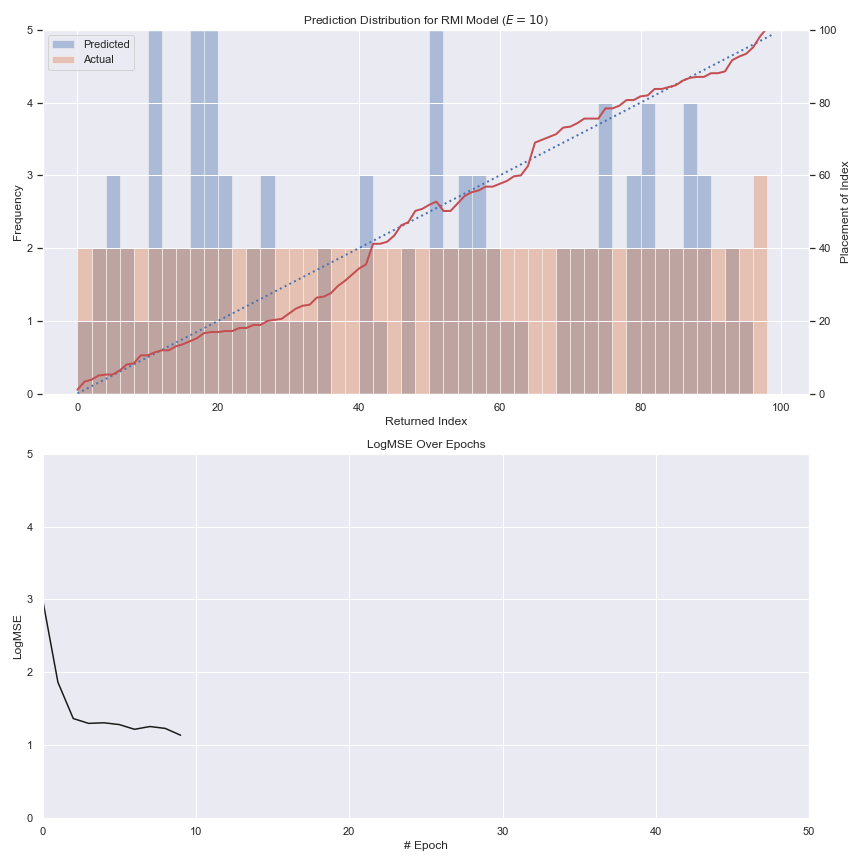 Prediction Distribution for RMI Model (E = 10)
Predicted
Actual
5
4
3
2
1
0
Frequency
100
80
60
40
20
0
Placement of Index
0 20 40 60 80 100
Returned Index
LogMSE Over Epochs
5
4
3
2
1
0
LogMSE
0 10 20 30 40 50
# Epoch